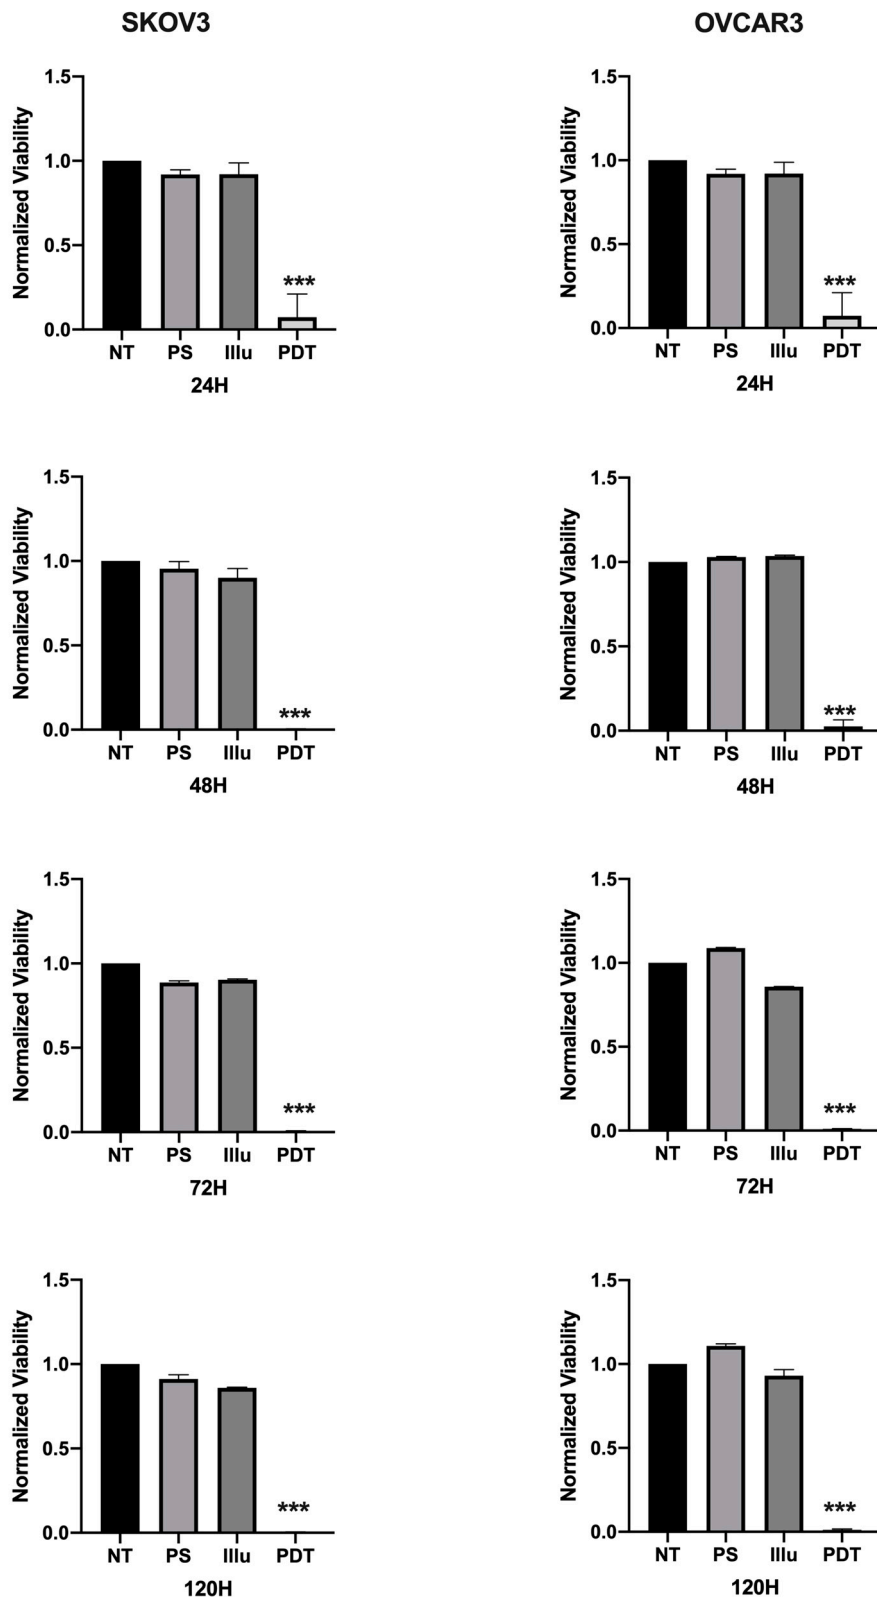 SKOV3
OVCAR3
Normalized Viability
1.5
1.0
0.5
0.0
***
NT PS Illu PDT
24H
Normalized Viability
1.5
1.0
0.5
0.0
***
NT PS Illu PDT
24H
Normalized Viability
1.5
1.0
0.5
0.0
***
NT PS Illu PDT
48H
Normalized Viability
1.5
1.0
0.5
0.0
***
NT PS Illu PDT
48H
Normalized Viability
1.5
1.0
0.5
0.0
***
NT PS Illu PDT
72H
Normalized Viability
1.5
1.0
0.5
0.0
***
NT PS Illu PDT
72H
Normalized Viability
1.5
1.0
0.5
0.0
***
NT PS Illu PDT
120H
Normalized Viability
1.5
1.0
0.5
0.0
***
NT PS Illu PDT
120H